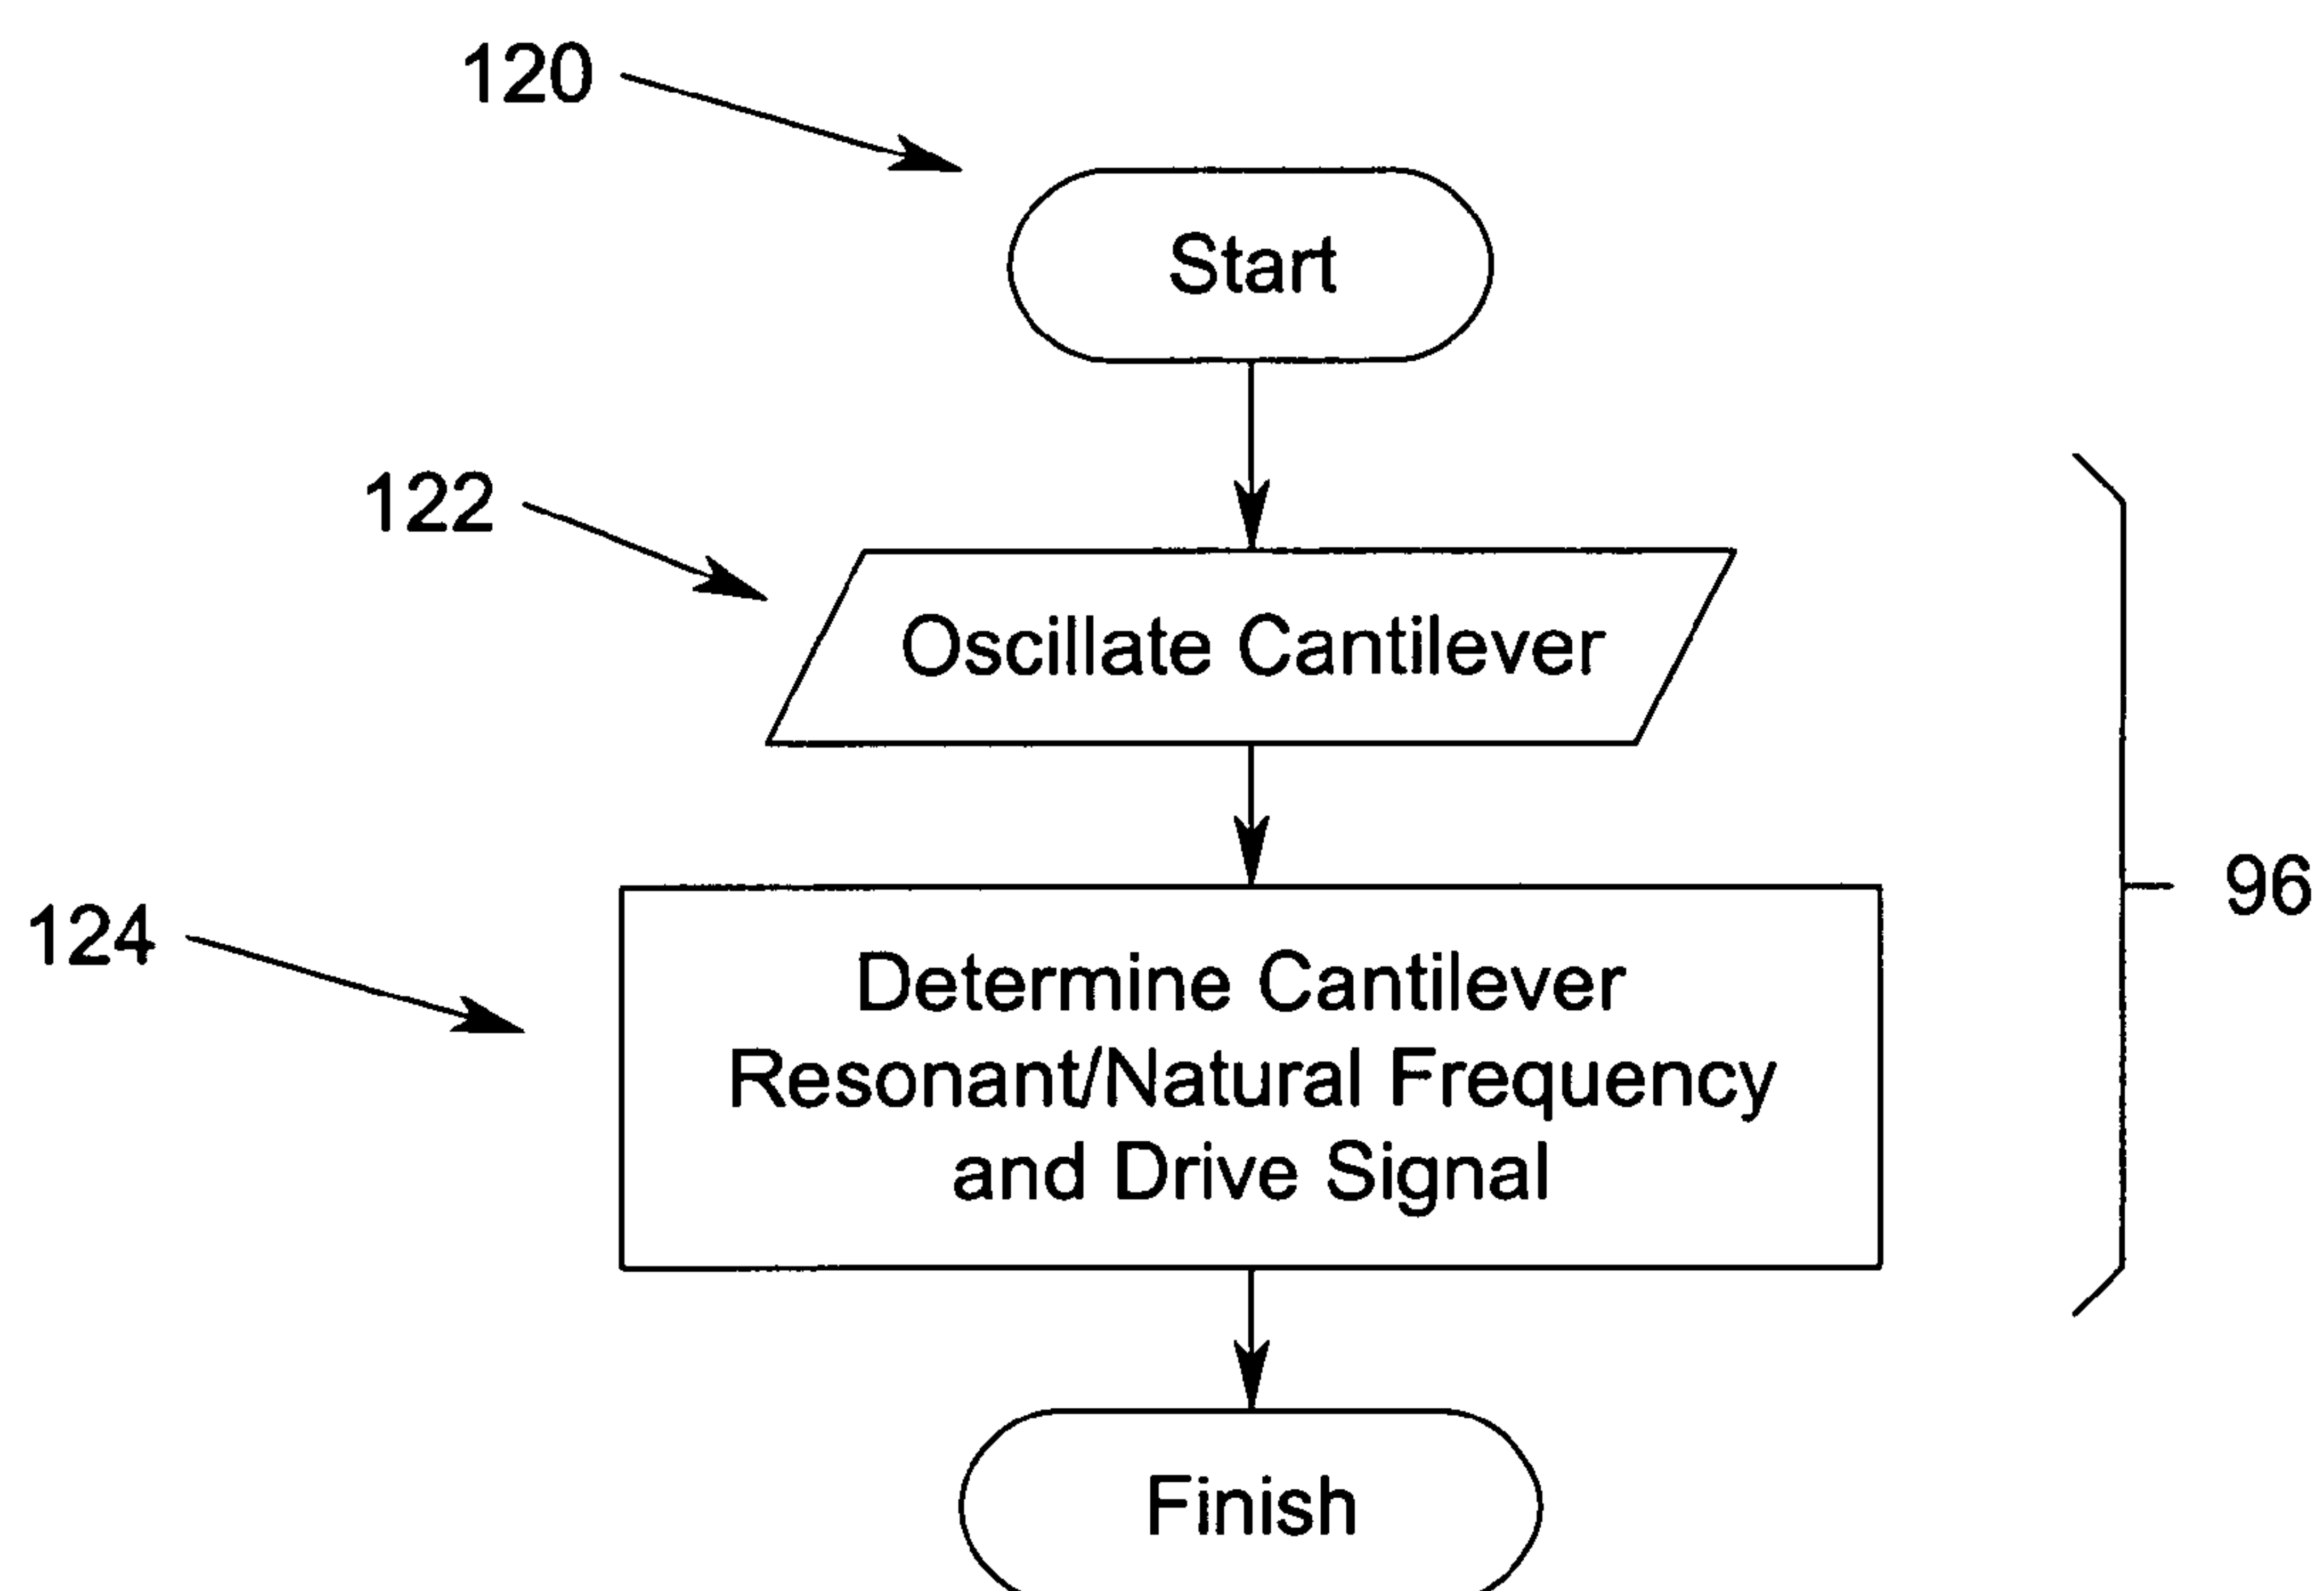 120
Start
122
Oscillate Cantilever
96
124
Determine Cantilever
Resonant/Natural Frequency
and Drive Signal
Finish